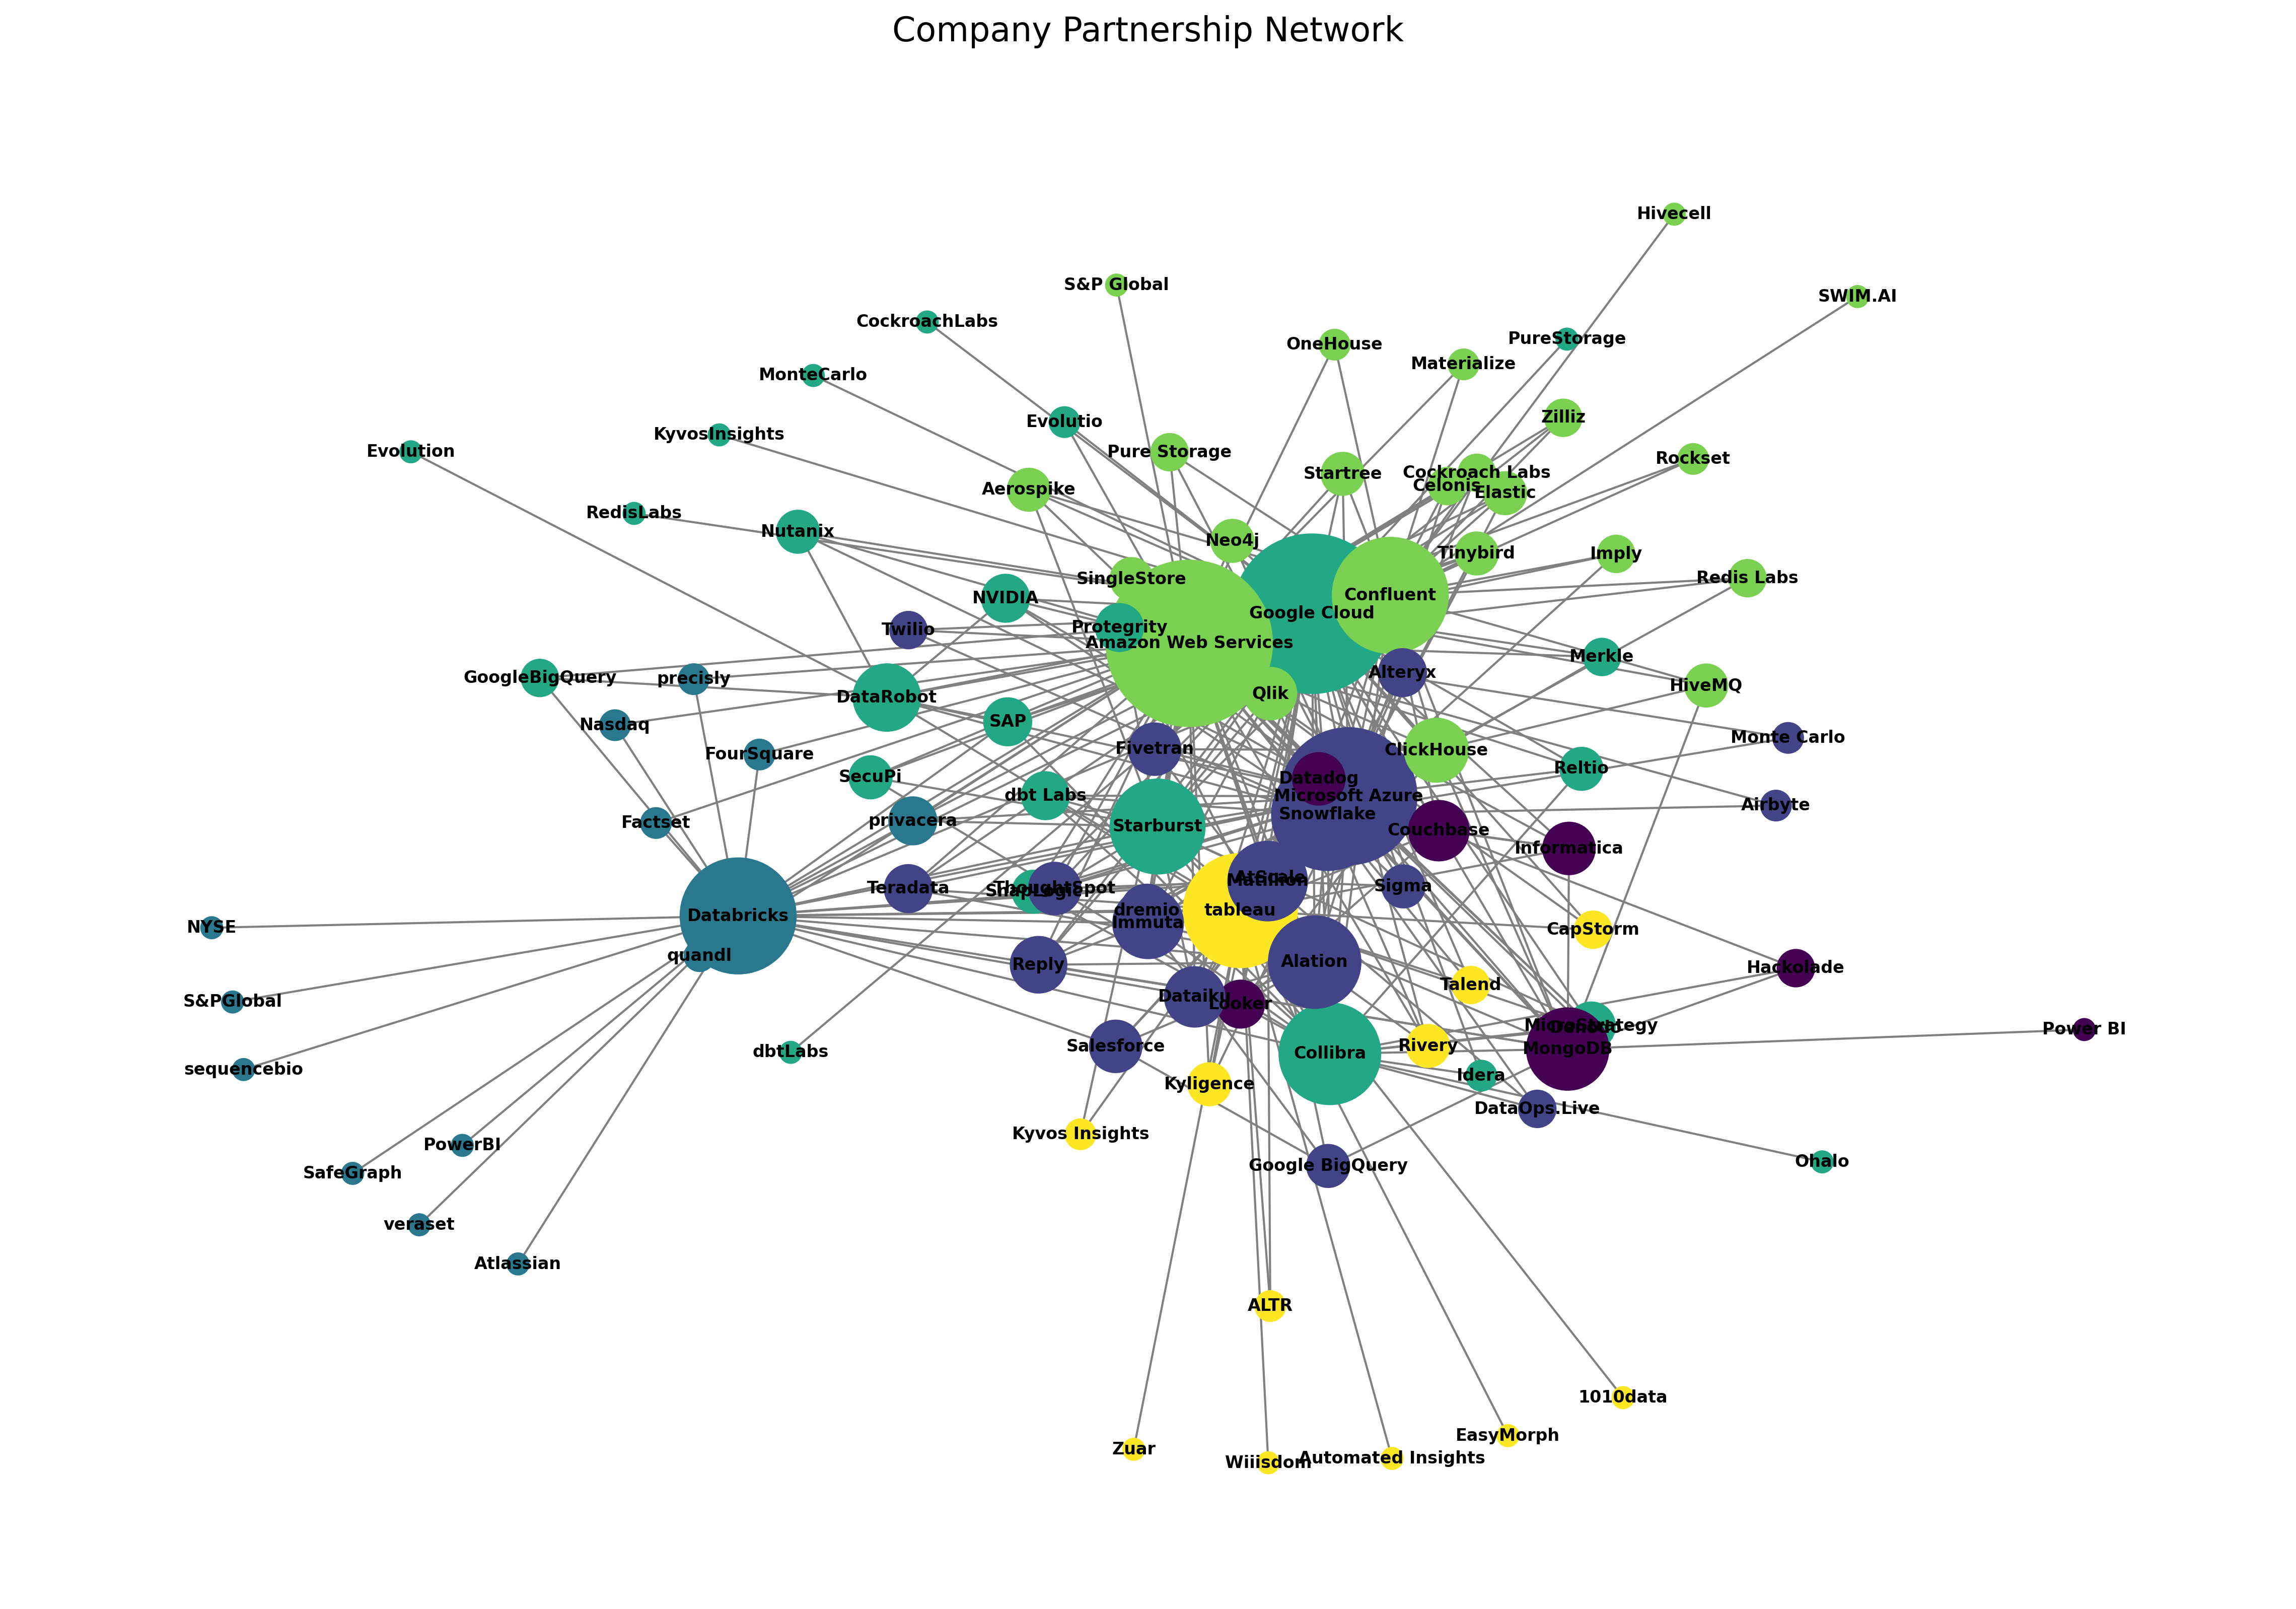 Company Partnership Network
Hivecell
S&P Global
SWIM.AI
CockroachLabs
PureStorage
OneHouse
Materialize
MonteCarlo
Zilliz
Evolutio
KyvosInsights
Evolution
Pure Storage
Rockset
Startree
Cockroach Labs
Celonis
Aerospike
Elastic
RedisLabs
Nutanix
Neo4j
Tinybird
Imply
SingleStore
Redis Labs
Confluent
NVIDIA
Google Cloud
Protegrity
Twilio
Amazon Web Services
Merkle
Alteryx
GoogleBigQuery
precisly
HiveMQ
Qlik
DataRobot
SAP
Nasdaq
Monte Carlo
Fivetran
ClickHouse
FourSquare
Reltio
SecuPi
Datadog
dbt Labs
Microsoft Azure
Airbyte
Snowflake
Factset
privacera
Starburst
Couchbase
Informatica
AtScale
Matillion
Teradata
ThoughtSpot
SnapLogic
Sigma
dremio
tableau
Databricks
Immuta
NYSE
CapStorm
quandl
Alation
Reply
Hackolade
Talend
Dataiku
Looker
S&PGlobal
MicroStrategy
Denodo
Power BI
Salesforce
Rivery
MongoDB
dbtLabs
Collibra
sequencebio
Idera
Kyligence
DataOps.Live
Kyvos Insights
PowerBI
Ohalo
Google BigQuery
SafeGraph
veraset
Atlassian
ALTR
1010data
EasyMorph
Zuar
Automated Insights
Wiiisdom